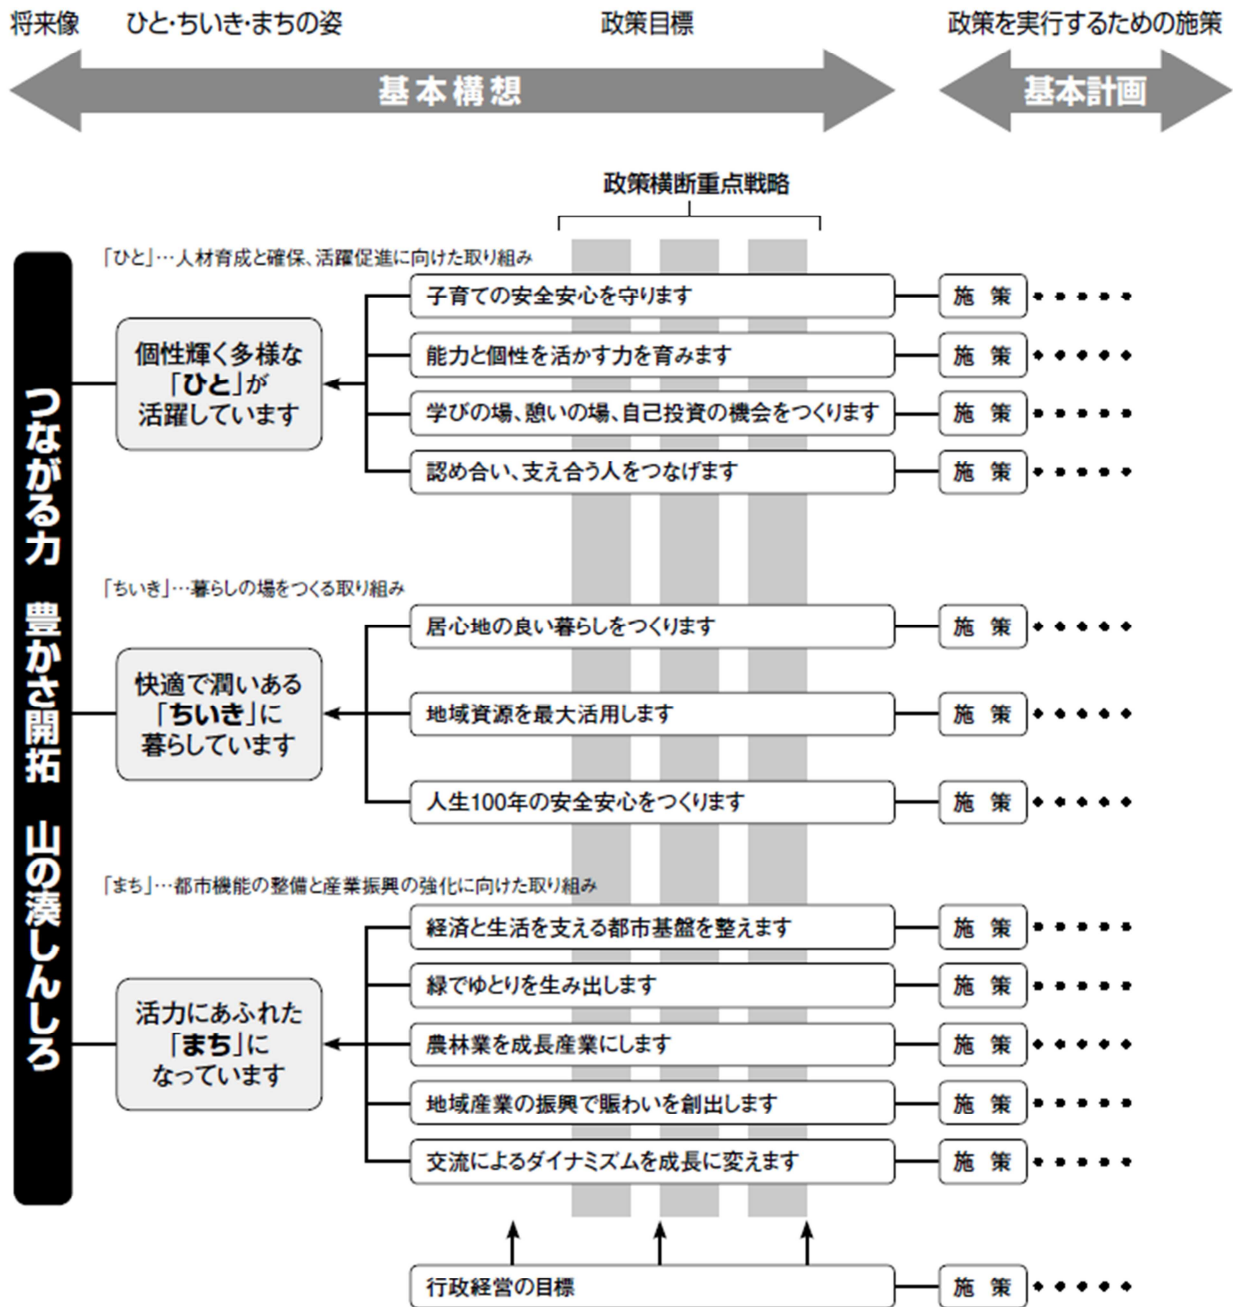 将来像 ひと・ちいき・まちの姿 政策目標 政策を実行するための施策
基本構想 基本計画
政策横断重点戦略
つながる力 豊かさ開拓 山の湊しんしろ
「ひと」…人材育成と確保、活躍促進に向けた取り組み
個性輝く多様な
「ひと」が
活躍しています
子育ての安全安心を守ります 施策
能力と個性を活かす力を育みます 施策
学びの場、憩いの場、自己投資の機会をつくります 施策
認め合い、支え合う人をつなげます 施策
「ちいき」…暮らしの場をつくる取り組み
快適で潤いある
「ちいき」に
暮らしています
居心地の良い暮らしをつくります 施策
地域資源を最大活用します 施策
人生100年の安全安心をつくります 施策
「まち」…都市機能の整備と産業振興の強化に向けた取り組み
活力にあふれた
「まち」に
なっています
経済と生活を支える都市基盤を整えます 施策
緑でゆとりを生み出します 施策
農林業を成長産業にします 施策
地域産業の振興で賑わいを創出します 施策
交流によるダイナミズムを成長に変えます 施策
行政経営の目標 施策